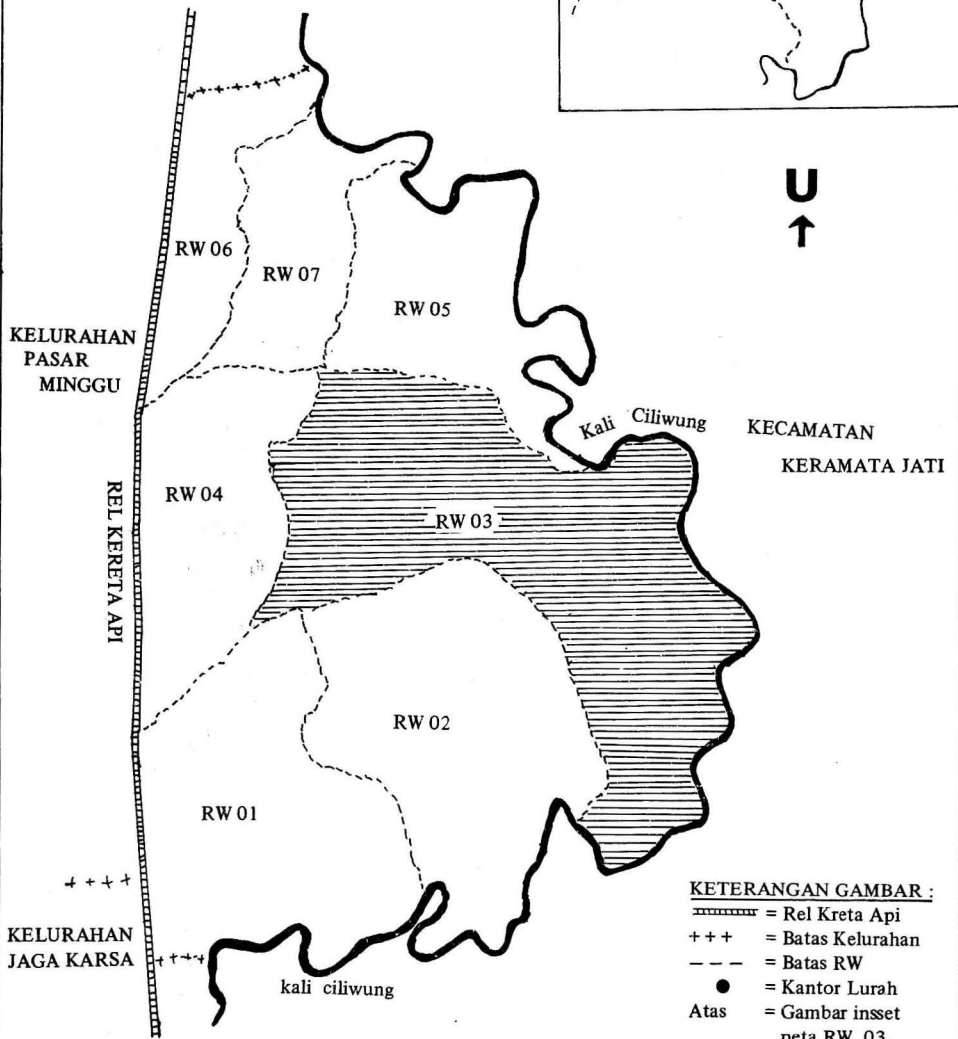 U
↑
RW 06
RW 07
RW 05
KELURAHAN
PASAR
MINGGU
Kali Ciliwung
KECAMATAN
KERAMATA JATI
RW 04
REL KERETA API
RW 03
RW 02
RW 01
KELURAHAN
JAGA KARSA
kali ciliwung
KETERANGAN GAMBAR :
= Rel Kreta Api
+ + + = Batas Kelurahan
- - - = Batas RW
● = Kantor Lurah
Atas = Gambar insset
peta RW 03